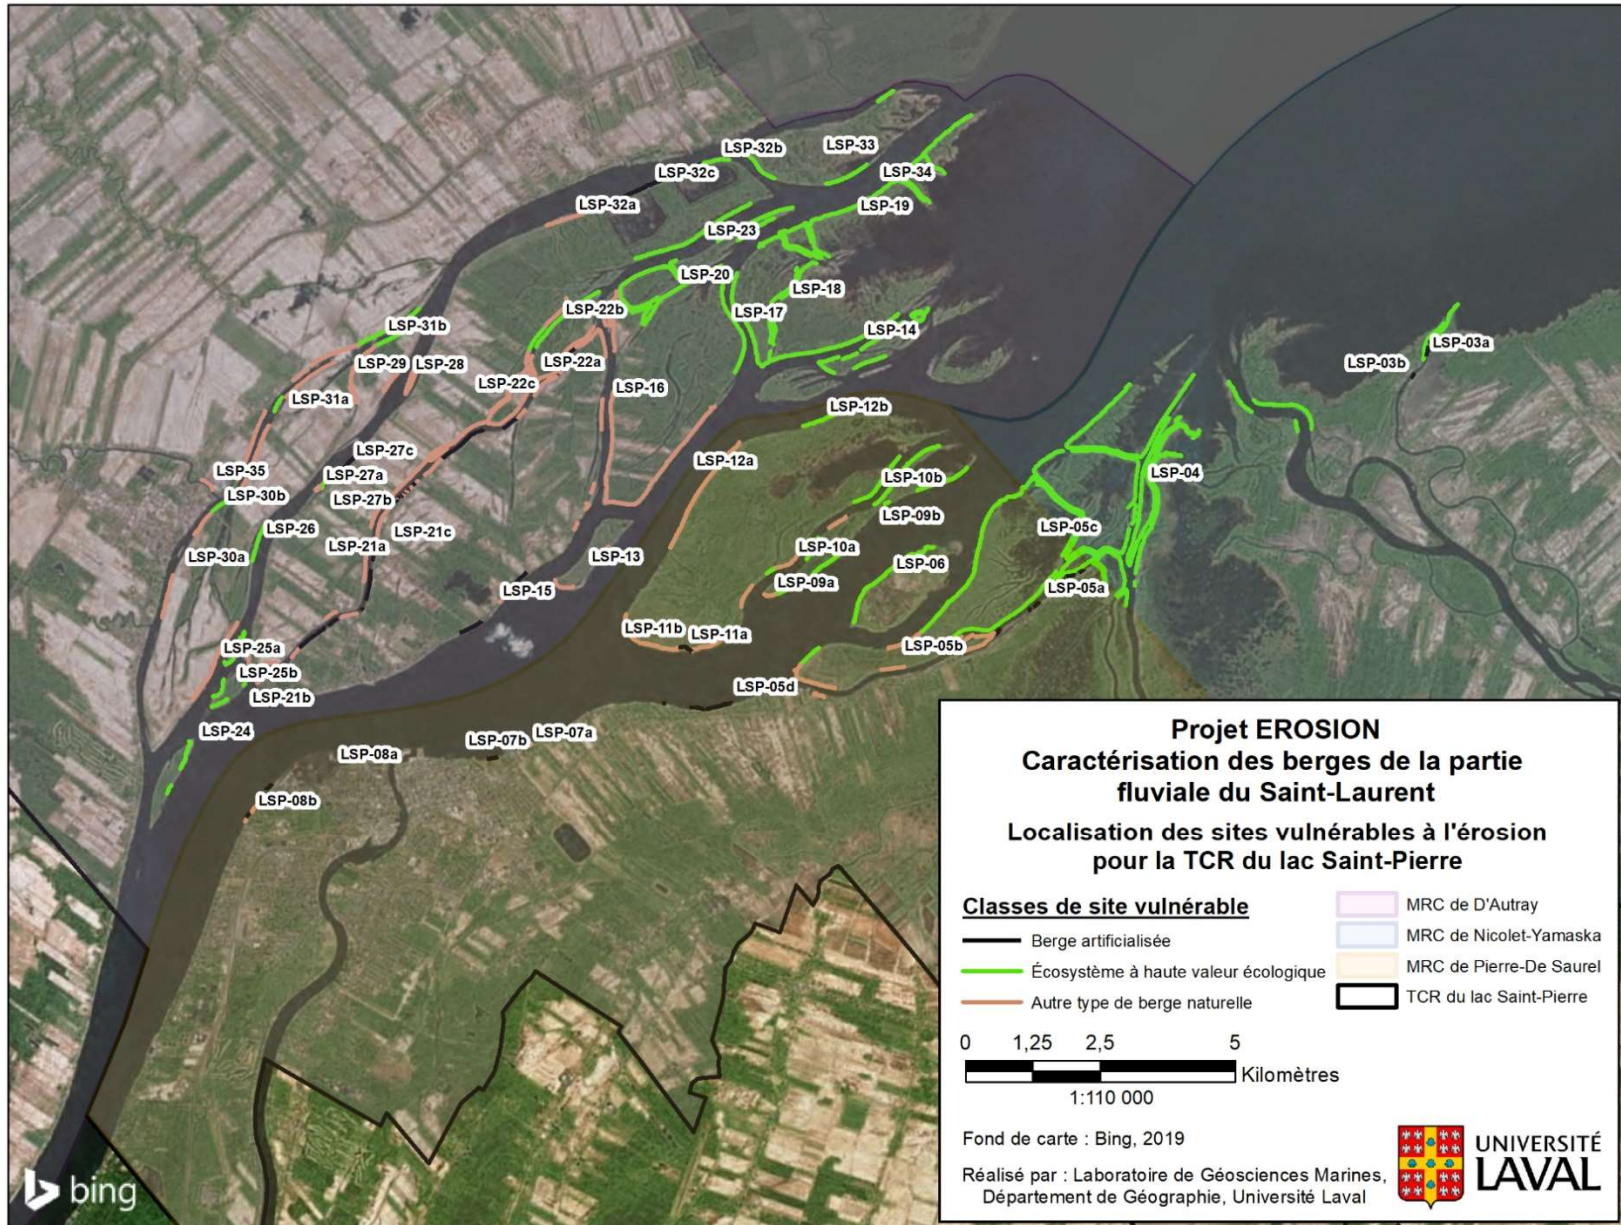 LSP-32b
LSP-33
LSP-32c
LSP-34
LSP-32a
LSP-19
LSP-23
LSP-20
LSP-18
LSP-22b
LSP-17
LSP-31b
LSP-14
LSP-03a
LSP-29
LSP-28
LSP-22a
LSP-03b
LSP-22c
LSP-16
LSP-31a
LSP-12b
LSP-27c
LSP-12a
LSP-35
LSP-27a
LSP-10b
LSP-04
LSP-30b
LSP-27b
LSP-09b
LSP-26
LSP-21c
LSP-05c
LSP-21a
LSP-10a
LSP-30a
LSP-13
LSP-06
LSP-09a
LSP-15
LSP-05a
LSP-11b
LSP-11a
LSP-25a
LSP-05b
LSP-25b
LSP-05d
LSP-21b
LSP-24
LSP-07a
LSP-07b
LSP-08a
LSP-08b
Projet EROSION
Caractérisation des berges de la partie
fluviale du Saint-Laurent
Localisation des sites vulnérables à l'érosion
pour la TCR du lac Saint-Pierre
Classes de site vulnérable
Berge artificialisée
Écosystème à haute valeur écologique
Autre type de berge naturelle
MRC de D'Autray
MRC de Nicolet-Yamaska
MRC de Pierre-De Saurel
TCR du lac Saint-Pierre
0 1,25 2,5 5
Kilomètres
1:110 000
Fond de carte : Bing, 2019
Réalisé par : Laboratoire de Géosciences Marines,
Département de Géographie, Université Laval
UNIVERSITÉ
LAVAL
bing